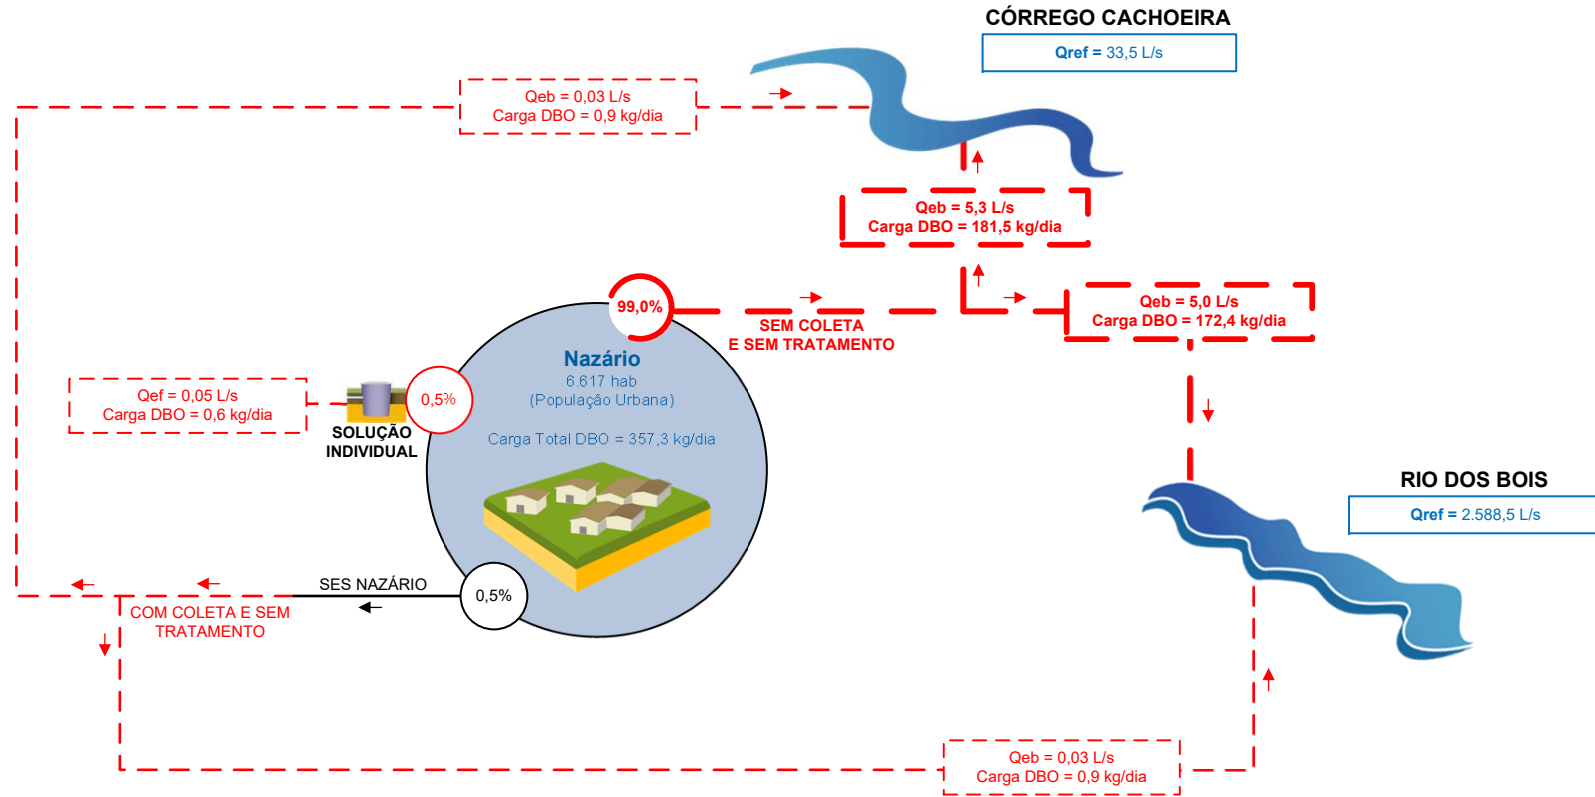 CÓRREGO CACHOEIRA
Qref = 33,5 L/s
Qeb = 0,03 L/s
Carga DBO = 0,9 kg/dia
Qeb = 5,3 L/s
Carga DBO = 181,5 kg/dia
99,0%
SEM COLETA
E SEM TRATAMENTO
Qeb = 5,0 L/s
Carga DBO = 172,4 kg/dia
Nazário
6.617 hab
(População Urbana)
Carga Total DBO = 357,3 kg/dia
Qef = 0,05 L/s
Carga DBO = 0,6 kg/dia
0,5%
SOLUÇÃO
INDIVIDUAL
RIO DOS BOIS
Qref = 2.588,5 L/s
SES NAZÁRIO
0,5%
COM COLETA E SEM
TRATAMENTO
Qeb = 0,03 L/s
Carga DBO = 0,9 kg/dia